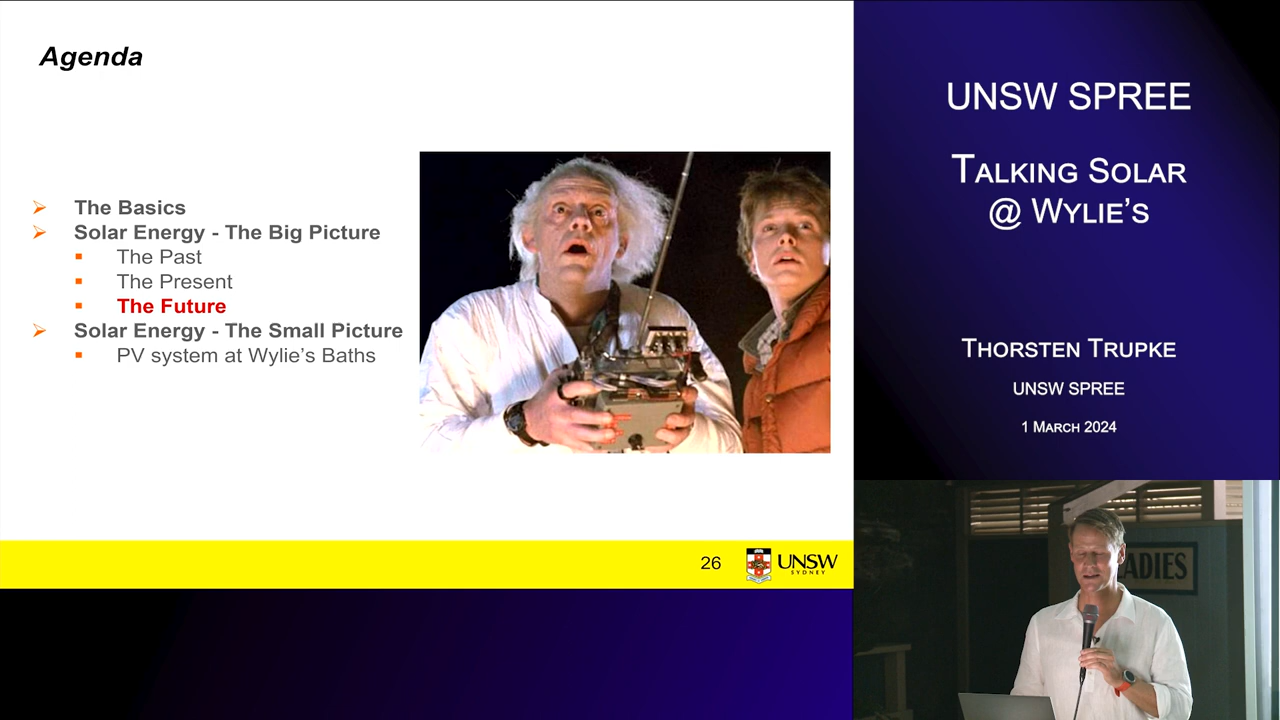 Agenda
The Basics
Solar Energy - The Big Picture
The Past
The Present
The Future
Solar Energy - The Small Picture
PV system at Wylie's Baths
26
UNSW
SYDNEY
UNSW SPREE
TALKING SOLAR
@ WYLIE'S
THORSTEN TRUPKE
UNSW SPREE
1 MARCH 2024
LADIES